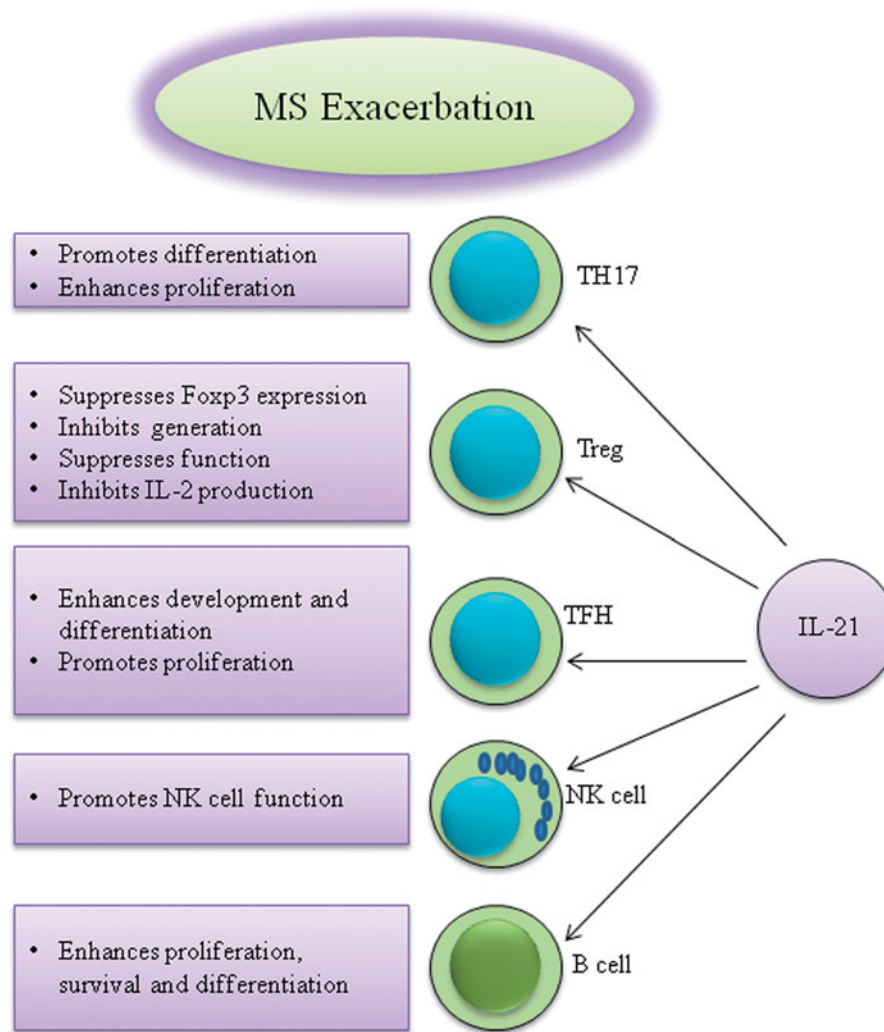 MS Exacerbation
• Promotes differentiation
• Enhances proliferation
TH17
• Suppresses Foxp3 expression
• Inhibits generation
• Suppresses function
• Inhibits IL-2 production
Treg
• Enhances development and
differentiation
• Promotes proliferation
TFH
IL-21
• Promotes NK cell function
NK cell
• Enhances proliferation,
survival and differentiation
B cell